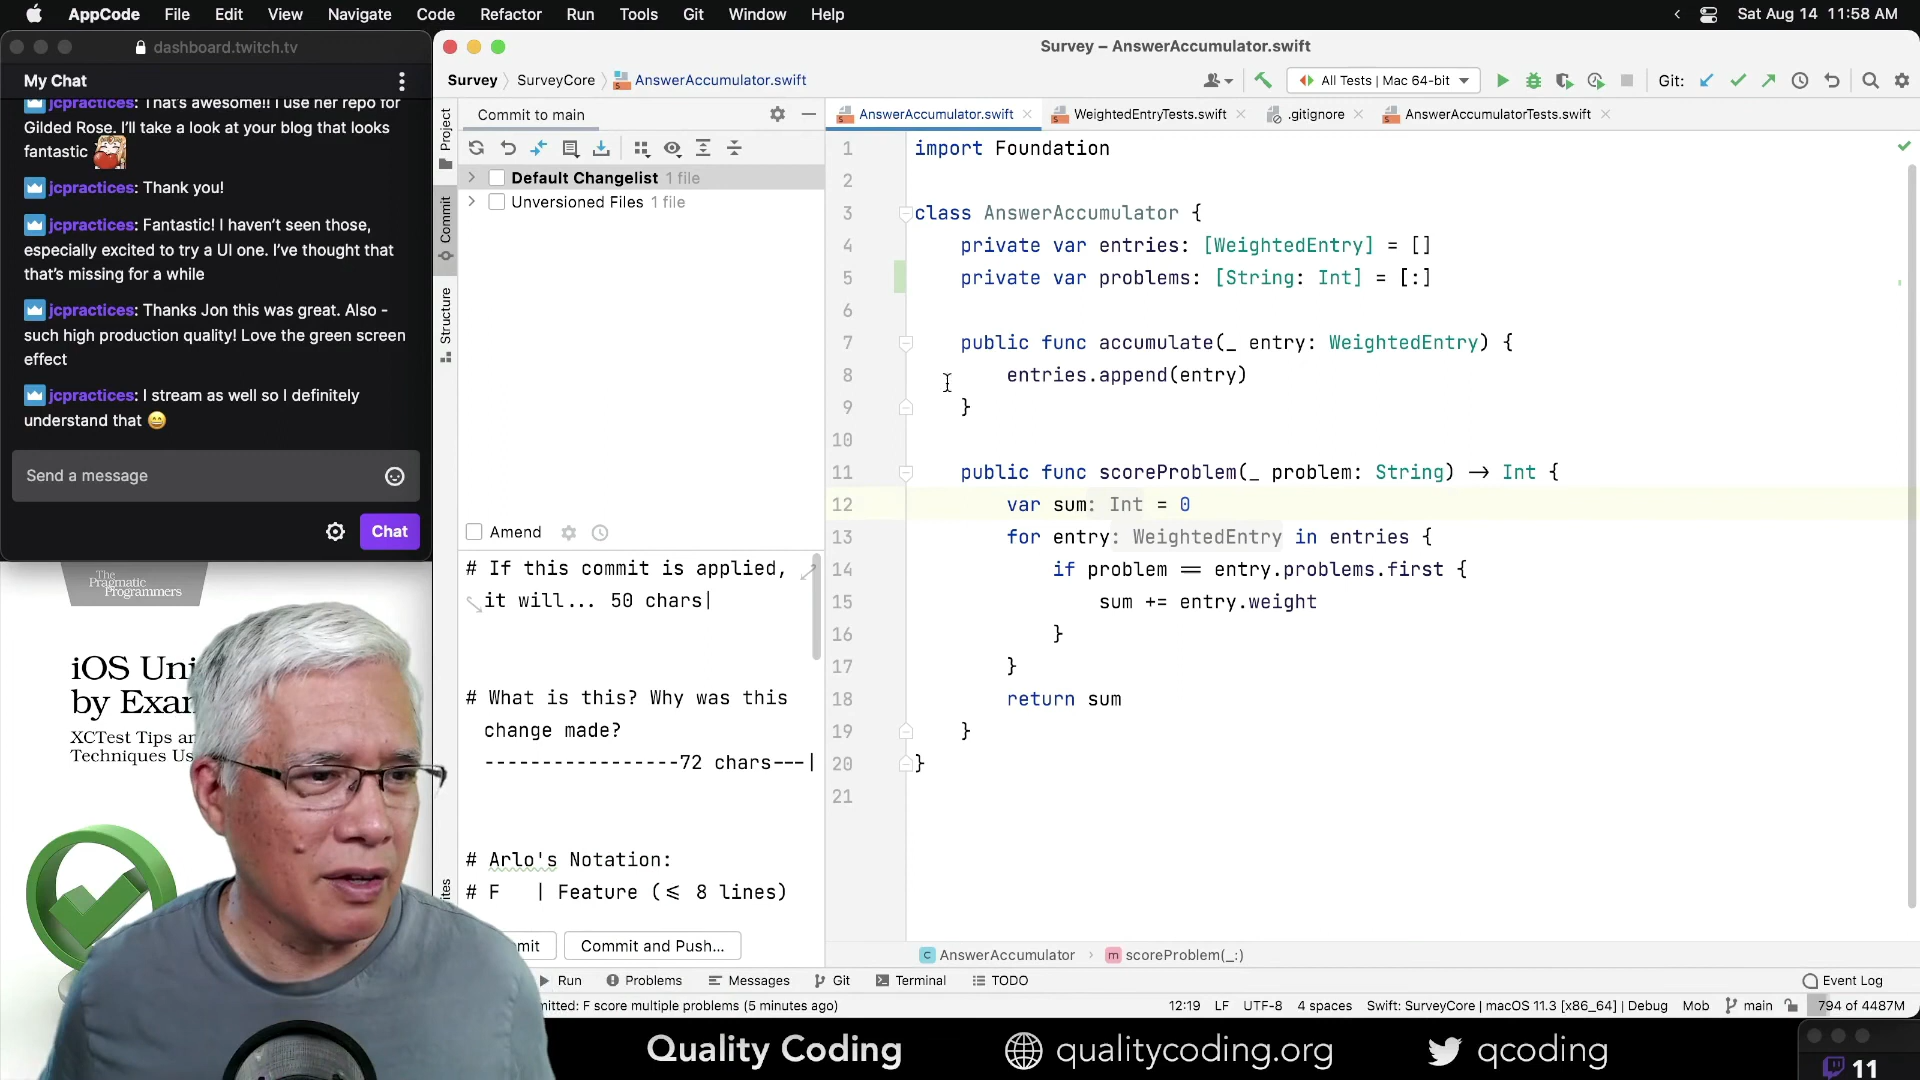 AppCode File Edit View Navigate Code Refactor Run Tools Git Window Help
Sat Aug 14 11:58 AM
dashboard.twitch.tv
My Chat
jcpractices: That's awesome!! I use her repo for
Gilded Rose. I'll take a look at your blog that looks
fantastic
jcpractices: Thank you!
jcpractices: Fantastic! I haven't seen those,
especially excited to try a UI one. I've thought that
that's missing for a while
jcpractices: Thanks Jon this was great. Also -
such high production quality! Love the green screen
effect
jcpractices: I stream as well so I definitely
understand that 😄
Send a message
Chat
The
Pragmatic
Programmers
iOS Uni
by Exam
XCTest Tips an
Techniques Us
Survey – AnswerAccumulator.swift
Survey SurveyCore AnswerAccumulator.swift
All Tests | Mac 64-bit
Git:
Project
Commit
Structure
Commit to main
Default Changelist 1 file
Unversioned Files 1 file
Amend
# If this commit is applied,
it will... 50 chars|
# What is this? Why was this
change made?
-----------------72 chars---|
# Arlo's Notation:
# F | Feature (<= 8 lines)
mit
Commit and Push...
AnswerAccumulator.swift WeightedEntryTests.swift .gitignore AnswerAccumulatorTests.swift
1 import Foundation
2
3 class AnswerAccumulator {
4 private var entries: [WeightedEntry] = []
5 private var problems: [String: Int] = [:]
6
7 public func accumulate(_ entry: WeightedEntry) {
8 entries.append(entry)
9 }
10
11 public func scoreProblem(_ problem: String) -> Int {
12 var sum: Int = 0
13 for entry: WeightedEntry in entries {
14 if problem == entry.problems.first {
15 sum += entry.weight
16 }
17 }
18 return sum
19 }
20 }
21
AnswerAccumulator scoreProblem(_:)
Run Problems Messages Git Terminal TODO
Event Log
mitted: F score multiple problems (5 minutes ago)
12:19 LF UTF-8 4 spaces Swift: SurveyCore | macOS 11.3 [x86_64] | Debug Mob main 794 of 4487M
Quality Coding qualitycoding.org qcoding
11